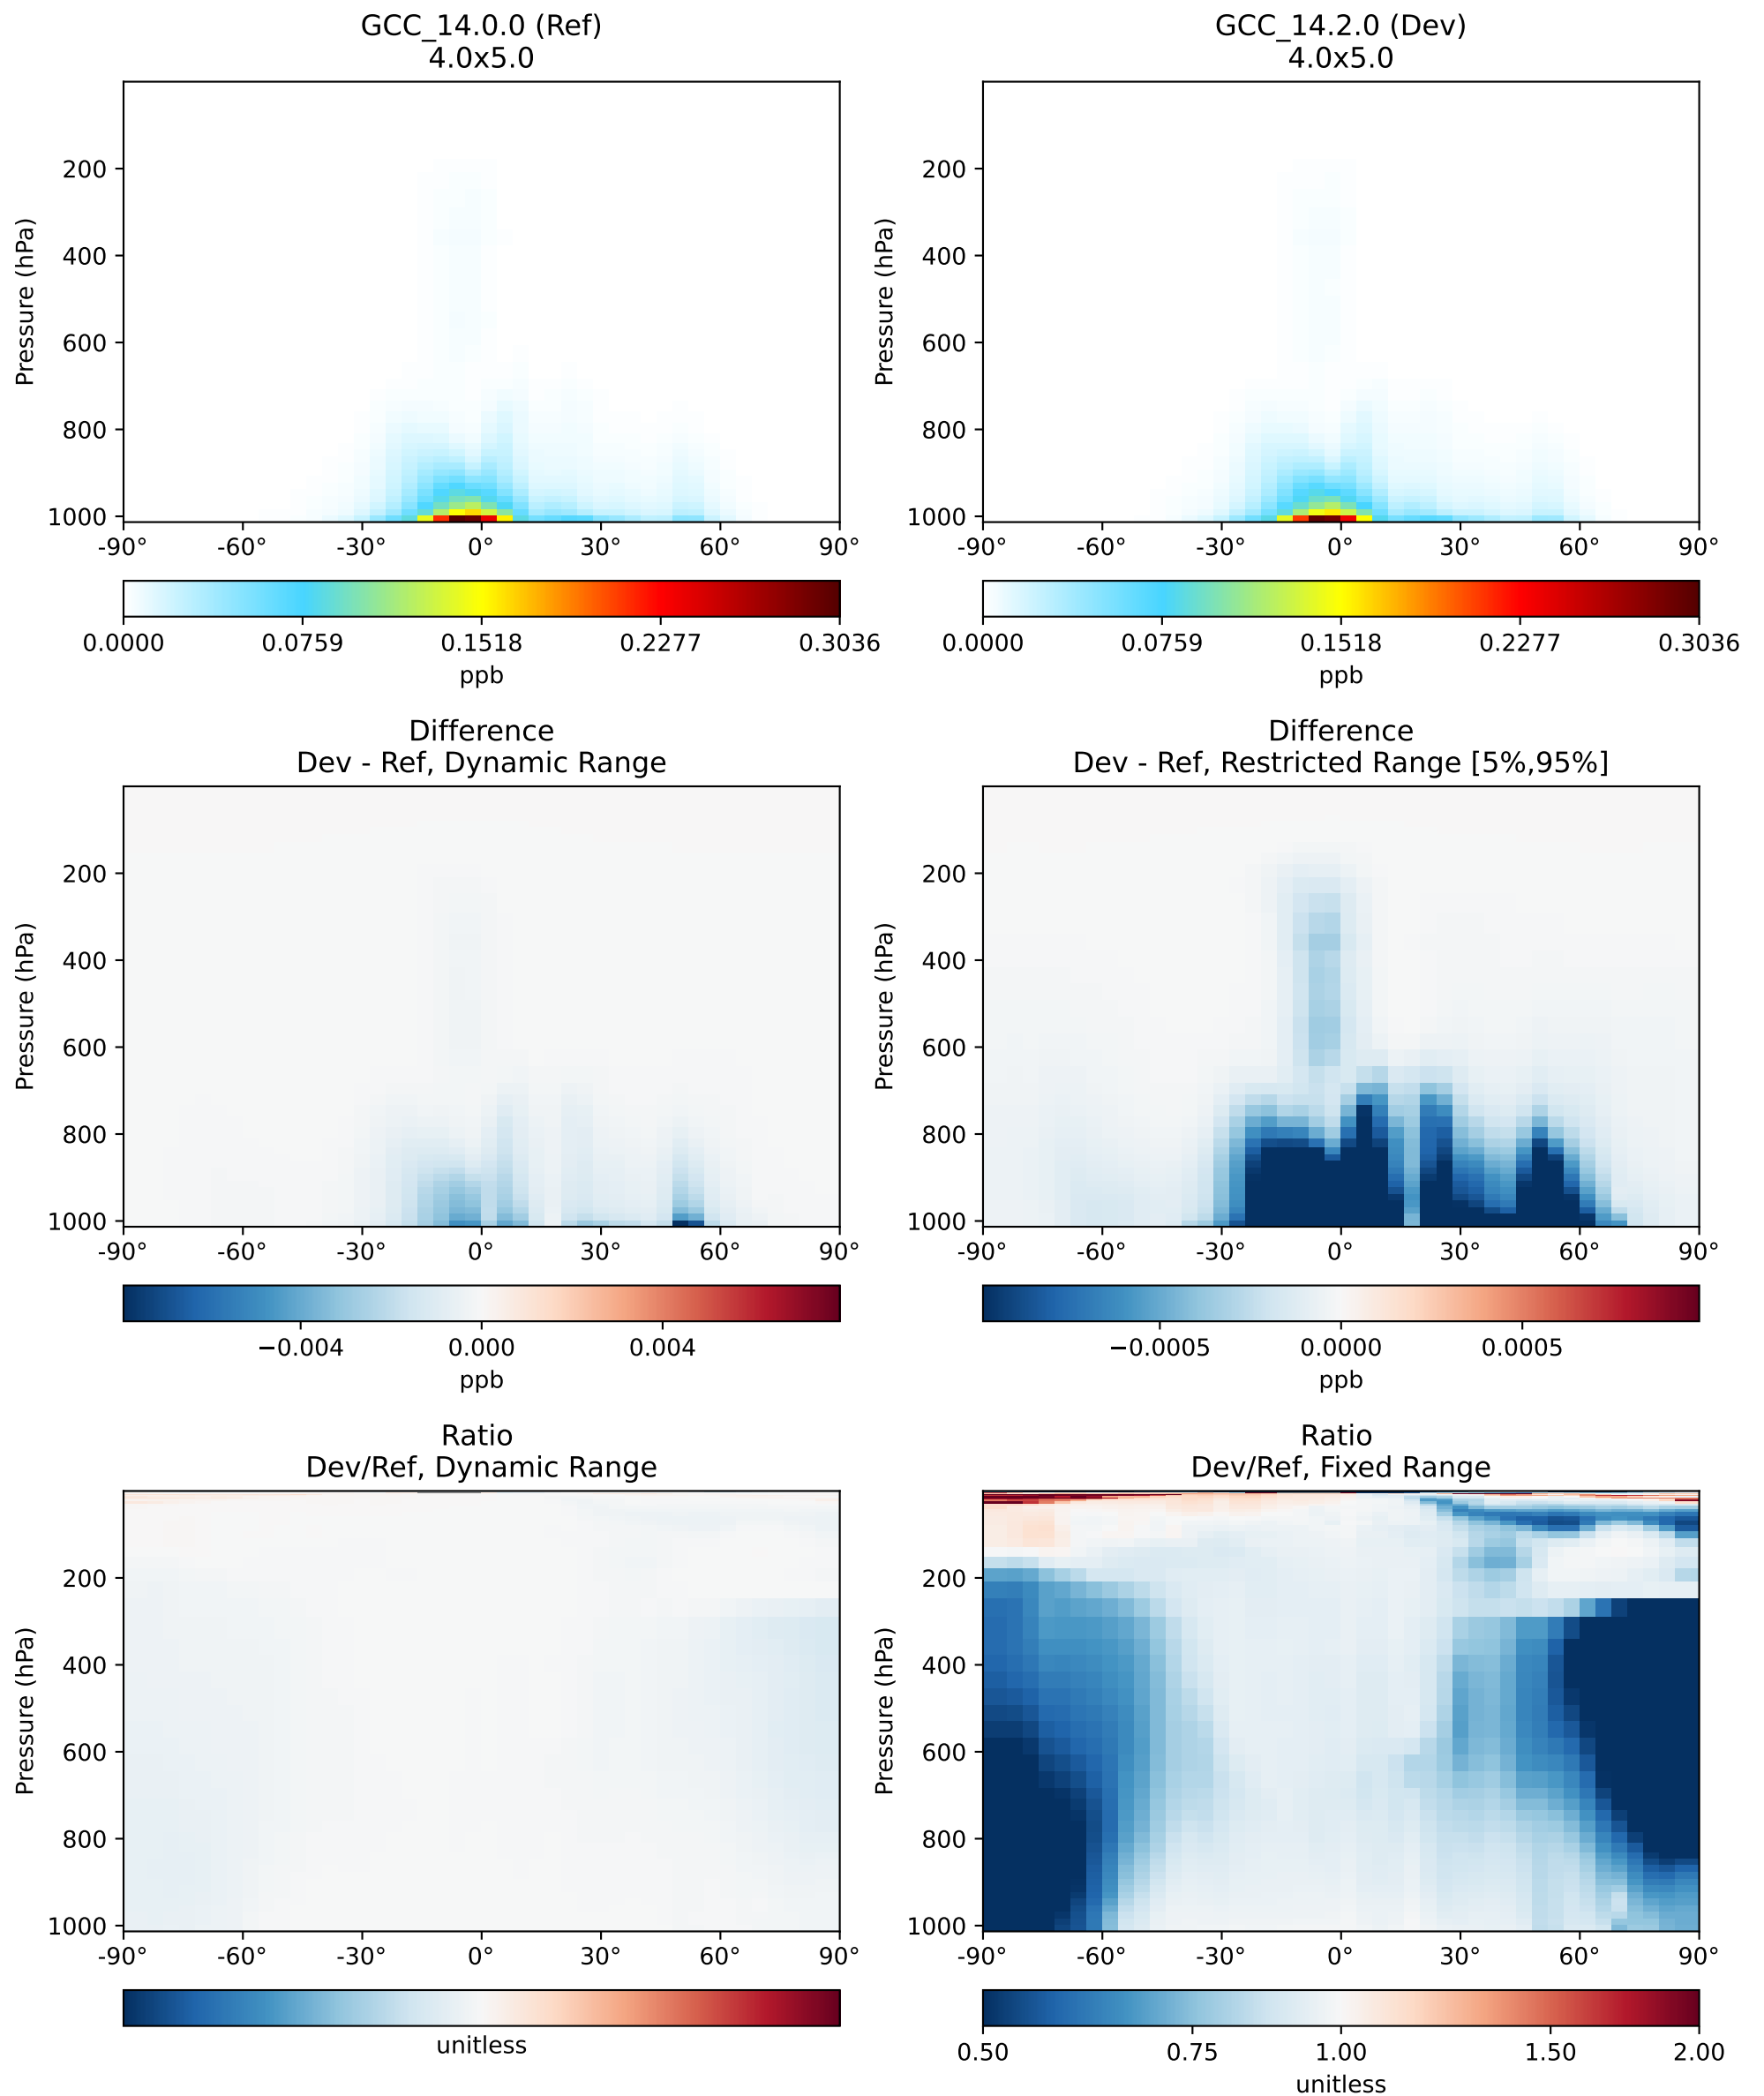 GCC_14.0.0 (Ref)
4.0x5.0
Pressure (hPa)
200
400
600
800
1000
-90° -60° -30° 0° 30° 60° 90°
0.0000 0.0759 0.1518 0.2277 0.3036
ppb
GCC_14.2.0 (Dev)
4.0x5.0
Pressure (hPa)
200
400
600
800
1000
-90° -60° -30° 0° 30° 60° 90°
0.0000 0.0759 0.1518 0.2277 0.3036
ppb
Difference
Dev - Ref, Dynamic Range
Pressure (hPa)
200
400
600
800
1000
-90° -60° -30° 0° 30° 60° 90°
−0.004 0.000 0.004
ppb
Difference
Dev - Ref, Restricted Range [5%,95%]
Pressure (hPa)
200
400
600
800
1000
-90° -60° -30° 0° 30° 60° 90°
−0.0005 0.0000 0.0005
ppb
Ratio
Dev/Ref, Dynamic Range
Pressure (hPa)
200
400
600
800
1000
-90° -60° -30° 0° 30° 60° 90°
unitless
Ratio
Dev/Ref, Fixed Range
Pressure (hPa)
200
400
600
800
1000
-90° -60° -30° 0° 30° 60° 90°
0.50 0.75 1.00 1.50 2.00
unitless